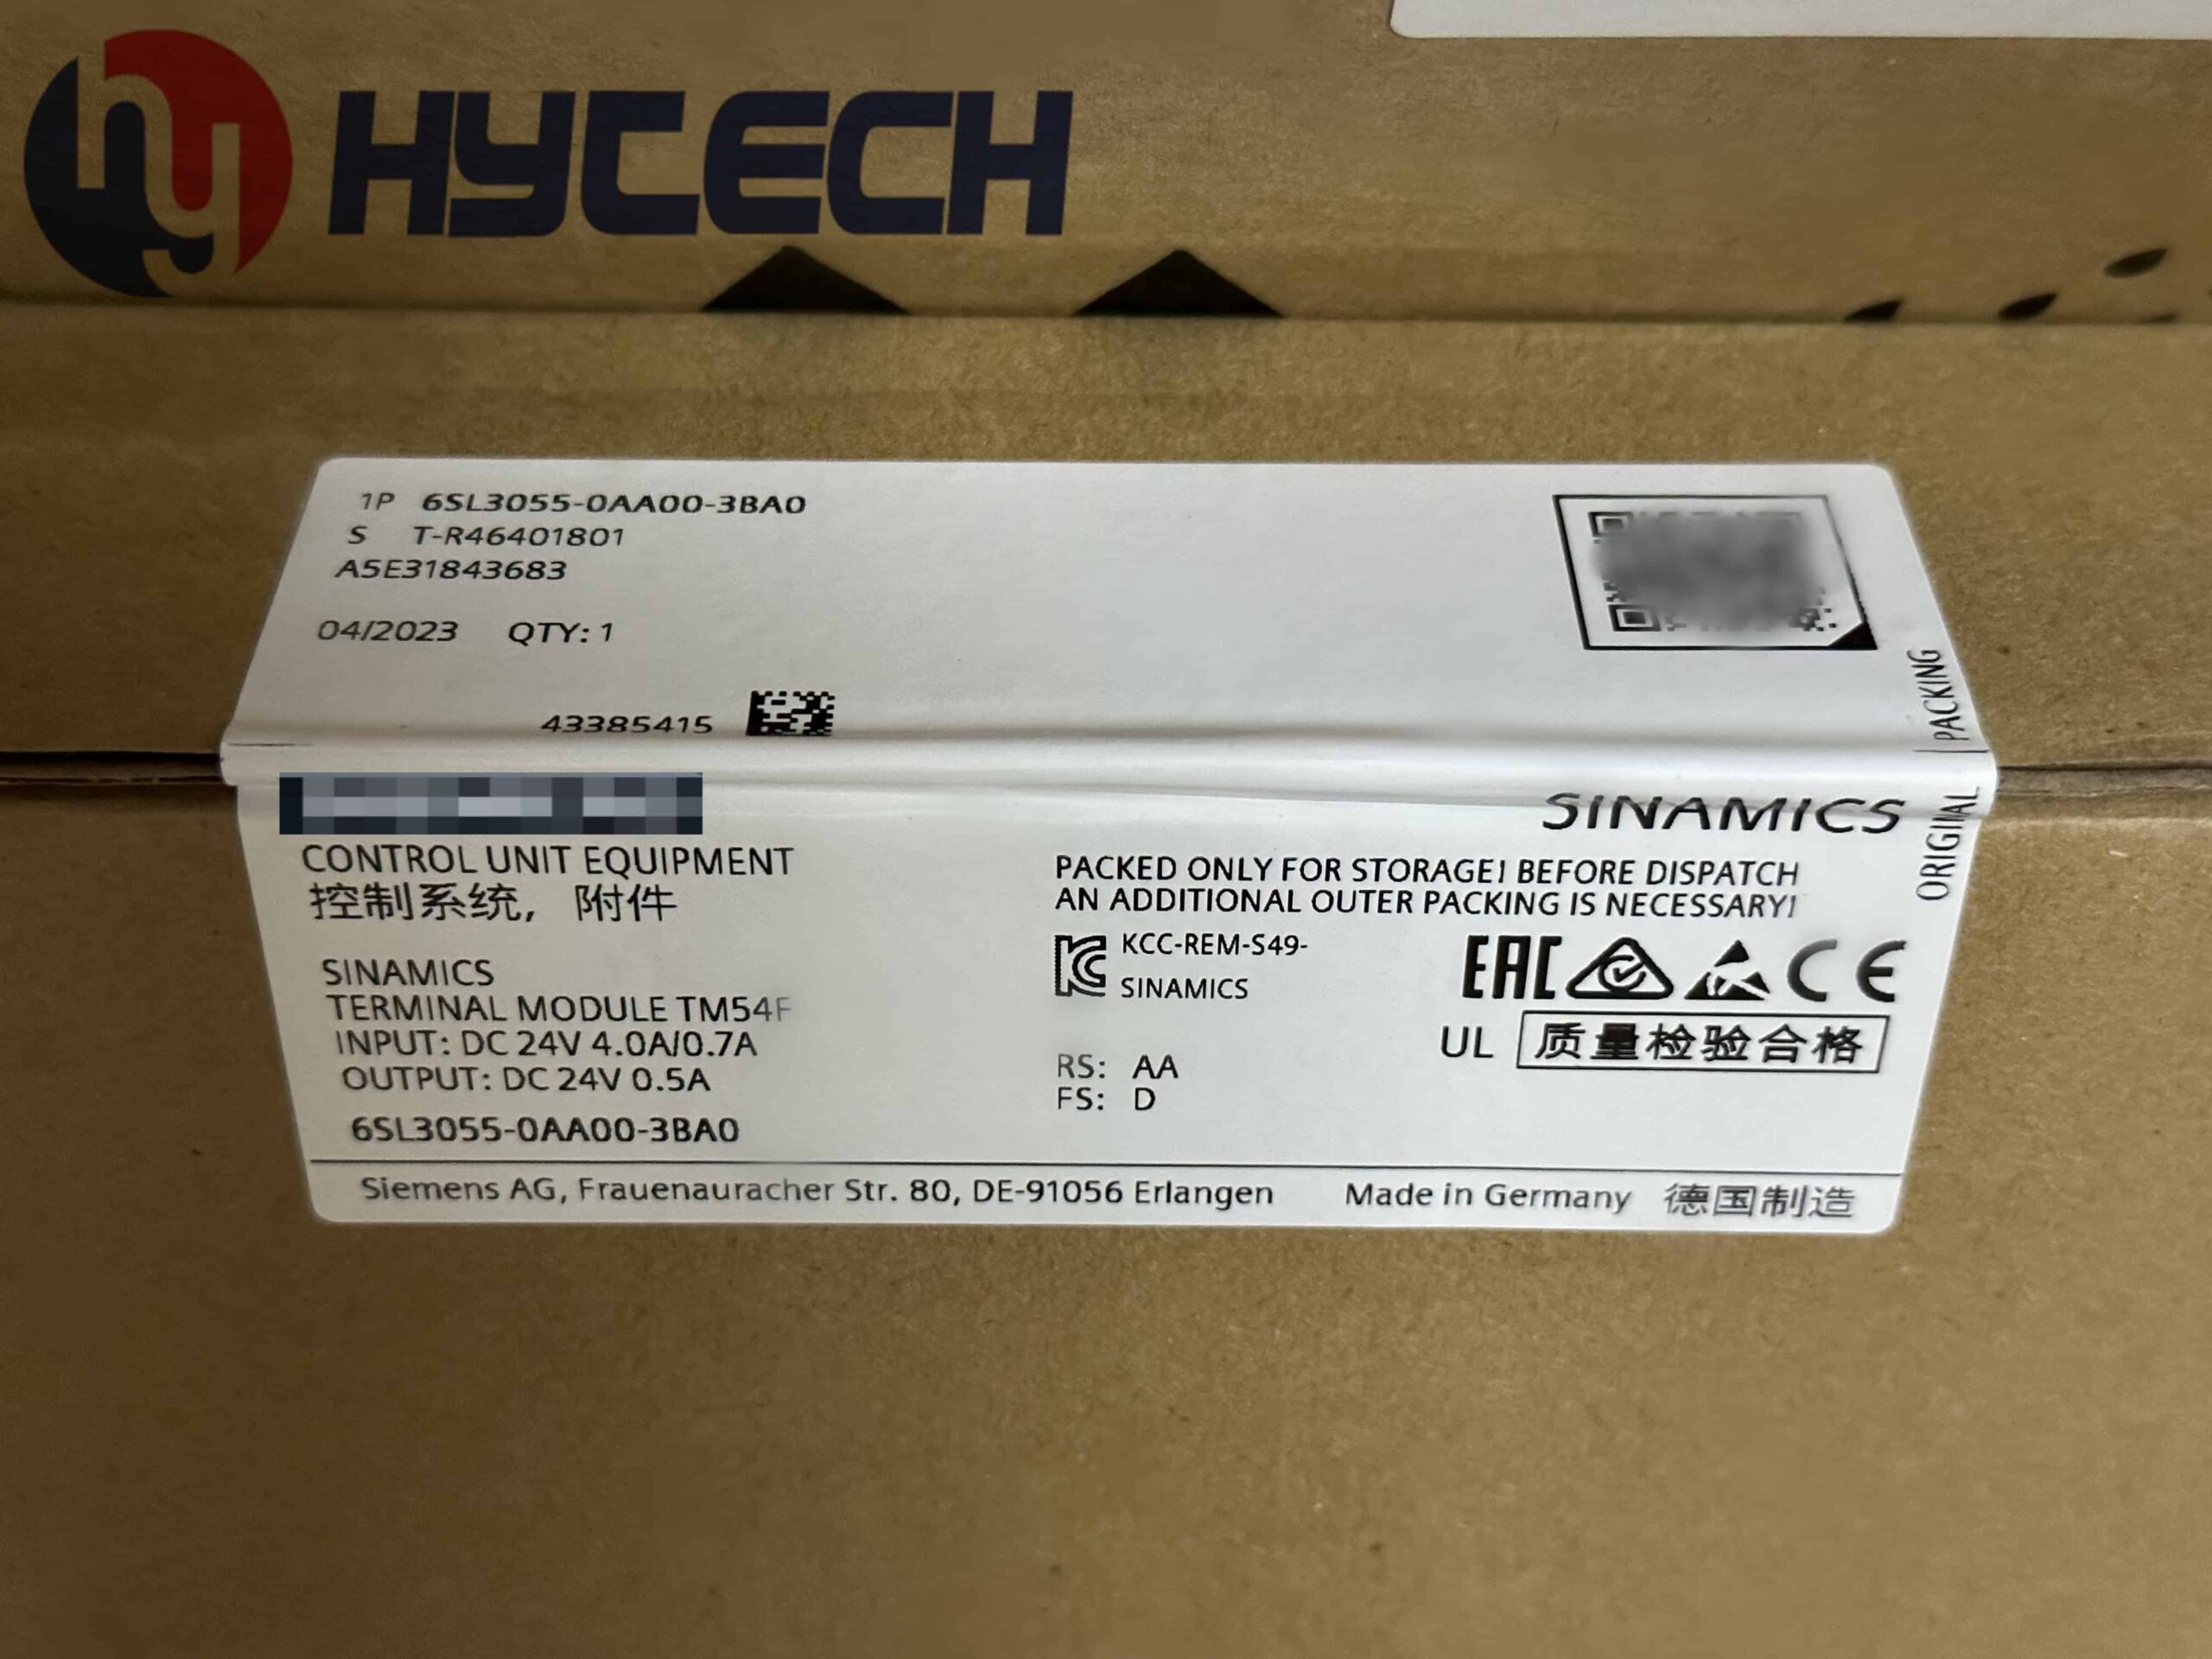 hy HYTECH
1P 6SL3055-0AA00-3BA0
S T-R46401801
A5E31843683
04/2023 QTY: 1
43385415
PACKING
ORIGINAL
SINAMICS
CONTROL UNIT EQUIPMENT
控制系统, 附件
SINAMICS
TERMINAL MODULE TM54F
INPUT: DC 24V 4.0A/0.7A
OUTPUT: DC 24V 0.5A
6SL3055-0AA00-3BA0
PACKED ONLY FOR STORAGE! BEFORE DISPATCH
AN ADDITIONAL OUTER PACKING IS NECESSARY!
KC KCC-REM-S49-
SINAMICS
EAC CE
UL 质量检验合格
RS: AA
FS: D
Siemens AG, Frauenauracher Str. 80, DE-91056 Erlangen Made in Germany 德国制造